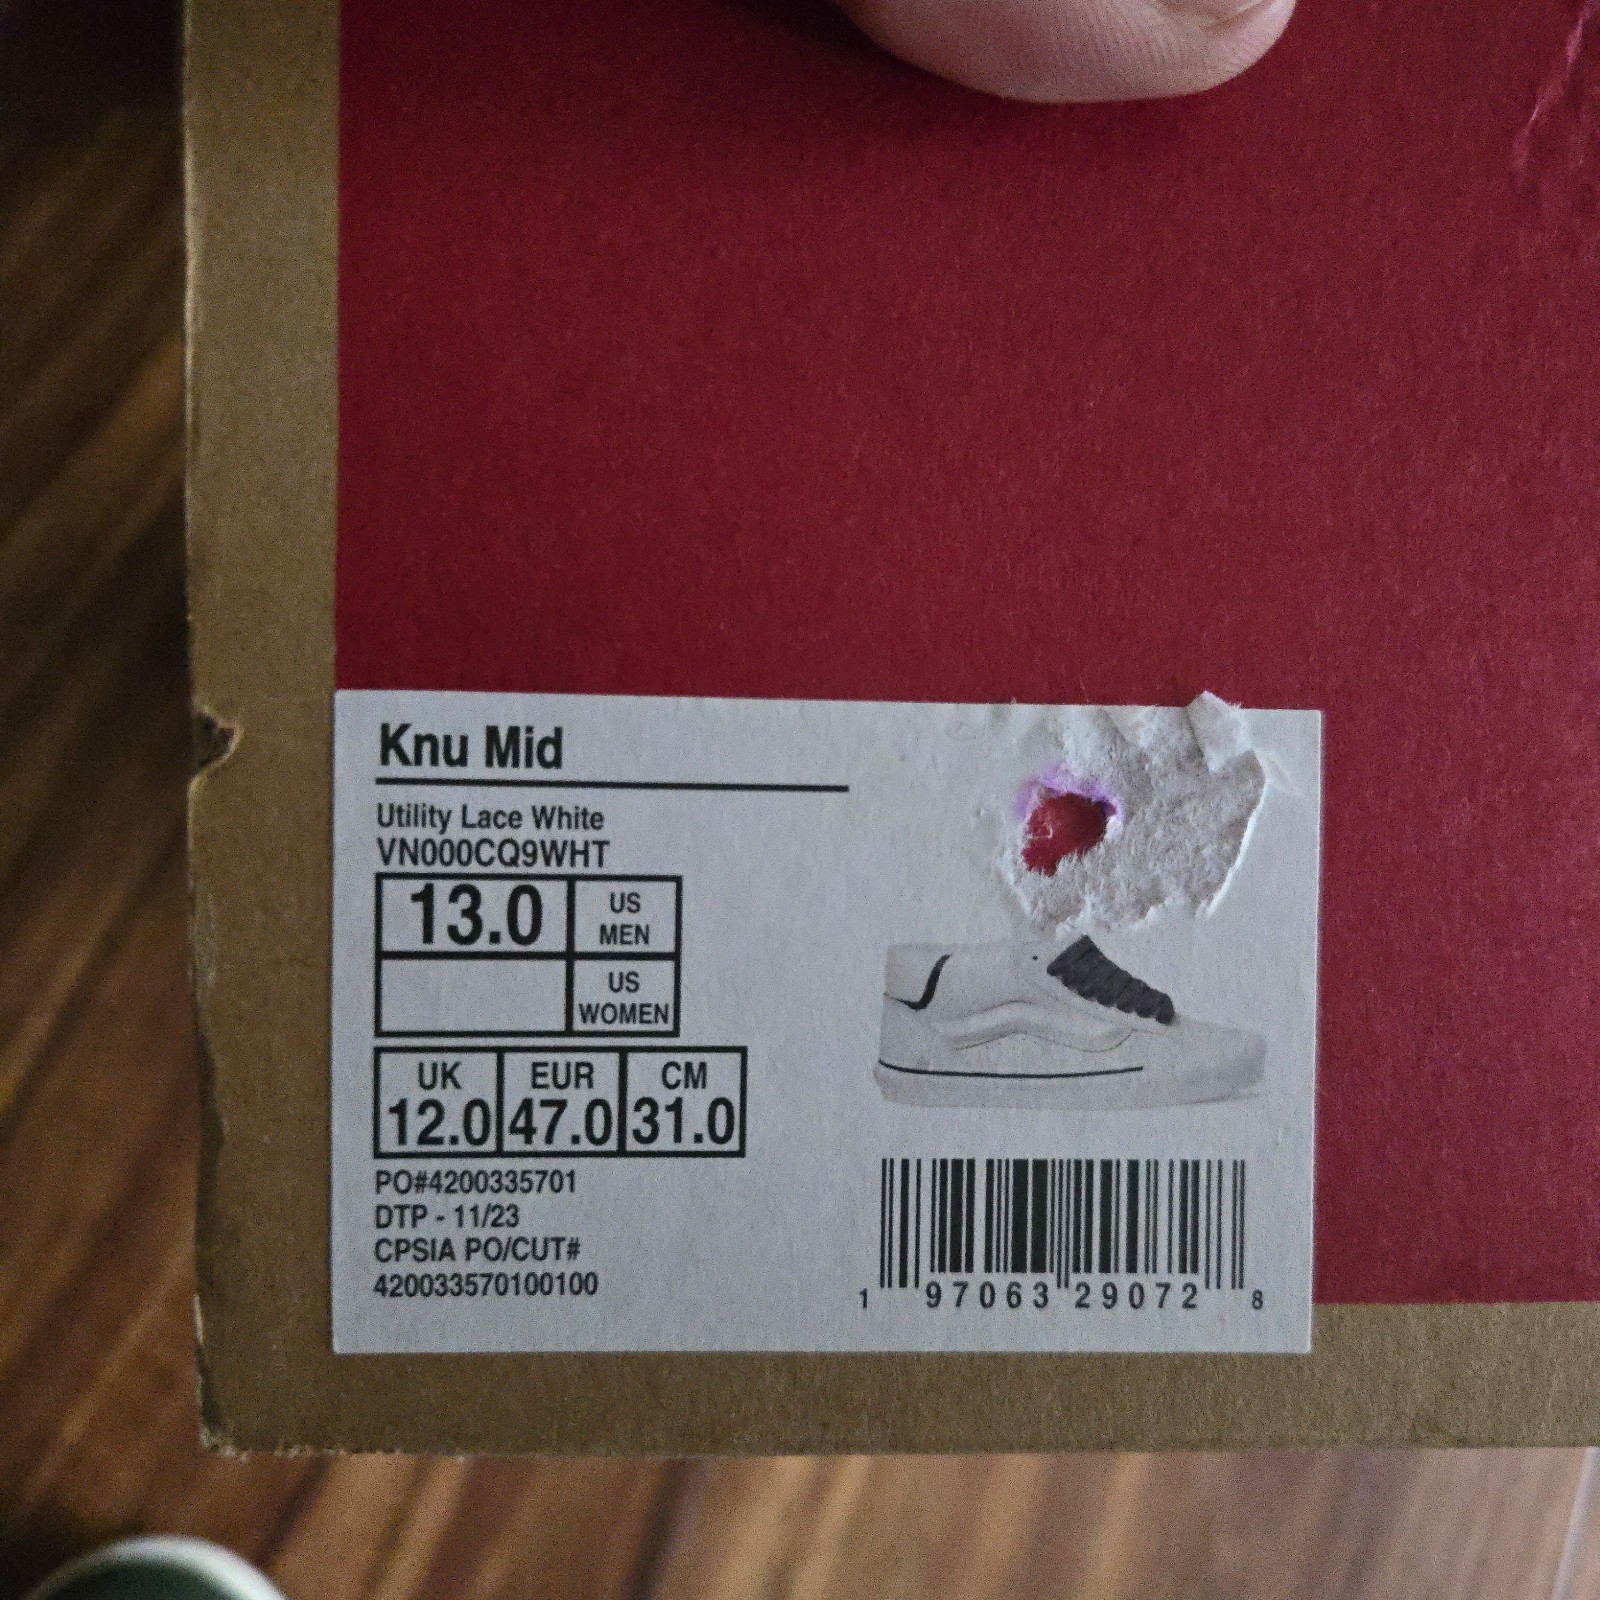 Knu Mid
Utility Lace White
VN000CQ9WHT
13.0 US MEN
US WOMEN
UK EUR CM
12.0 47.0 31.0
PO#4200335701
DTP - 11/23
CPSIA PO/CUT#
420033570100100
1 97063 29072 8